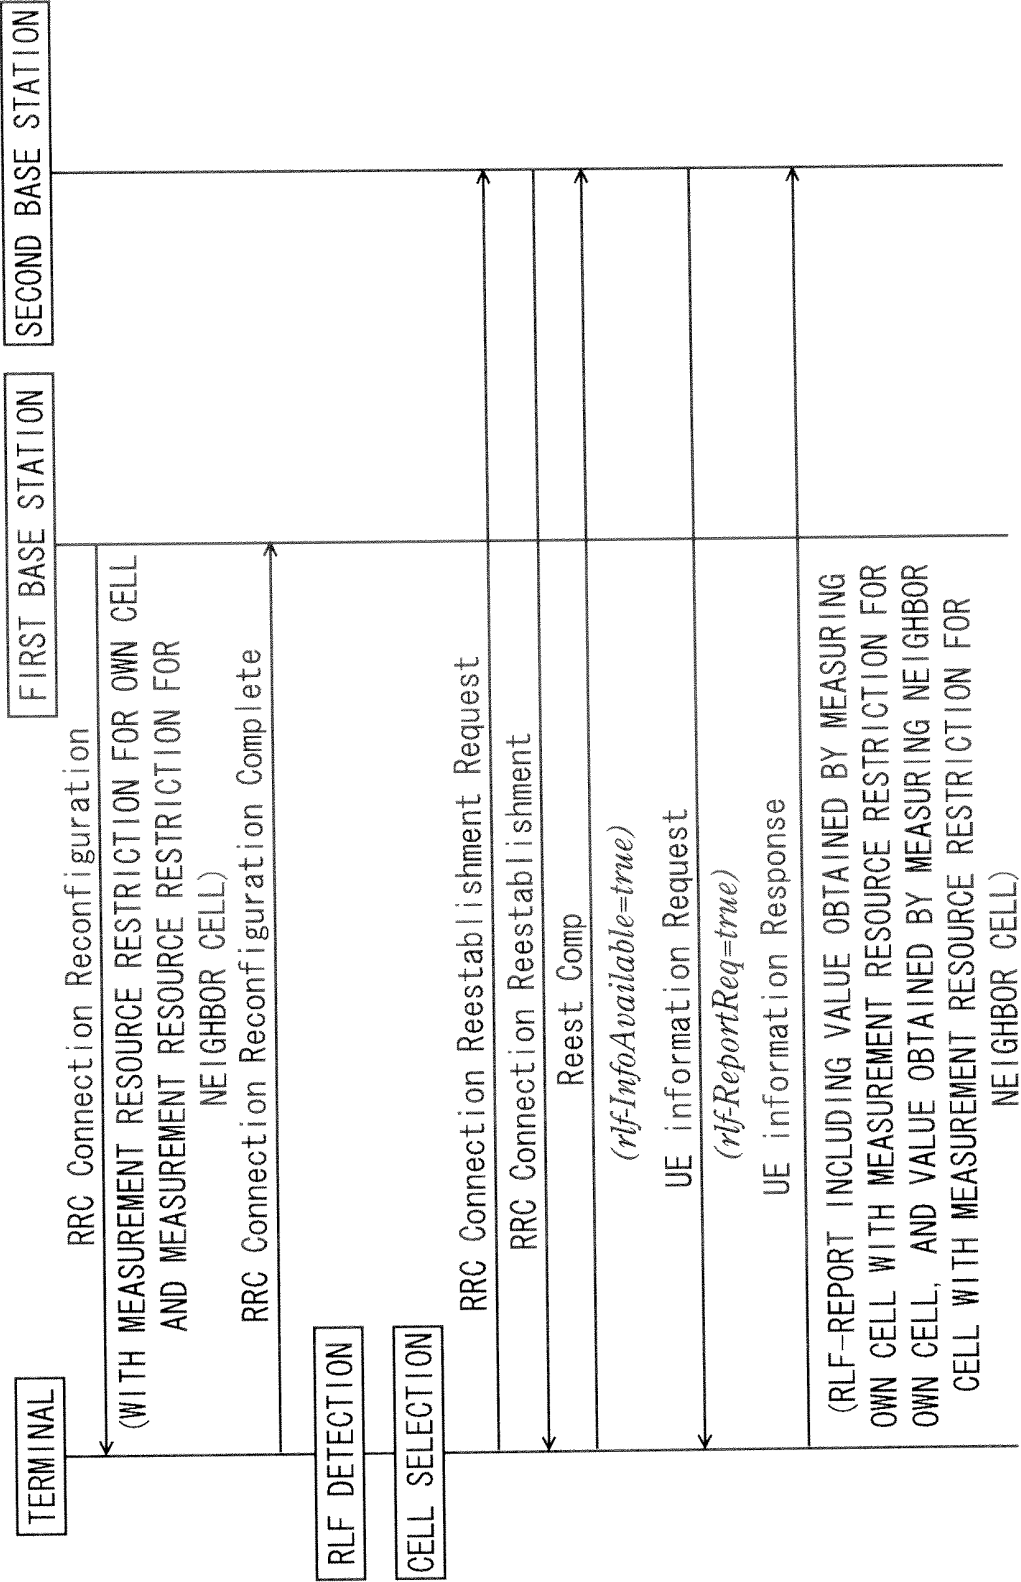 TERMINAL
FIRST BASE STATION
SECOND BASE STATION
RRC Connection Reconfiguration
(WITH MEASUREMENT RESOURCE RESTRICTION FOR OWN CELL
AND MEASUREMENT RESOURCE RESTRICTION FOR
NEIGHBOR CELL)
RRC Connection Reconfiguration Complete
RLF DETECTION
CELL SELECTION
RRC Connection Reestablishment Request
RRC Connection Reestablishment
Reest Comp
(rlf-InfoAvailable=true)
UE information Request
(rlf-ReportReq=true)
UE information Response
(RLF-REPORT INCLUDING VALUE OBTAINED BY MEASURING
OWN CELL WITH MEASUREMENT RESOURCE RESTRICTION FOR
OWN CELL, AND VALUE OBTAINED BY MEASURING NEIGHBOR
CELL WITH MEASUREMENT RESOURCE RESTRICTION FOR
NEIGHBOR CELL)